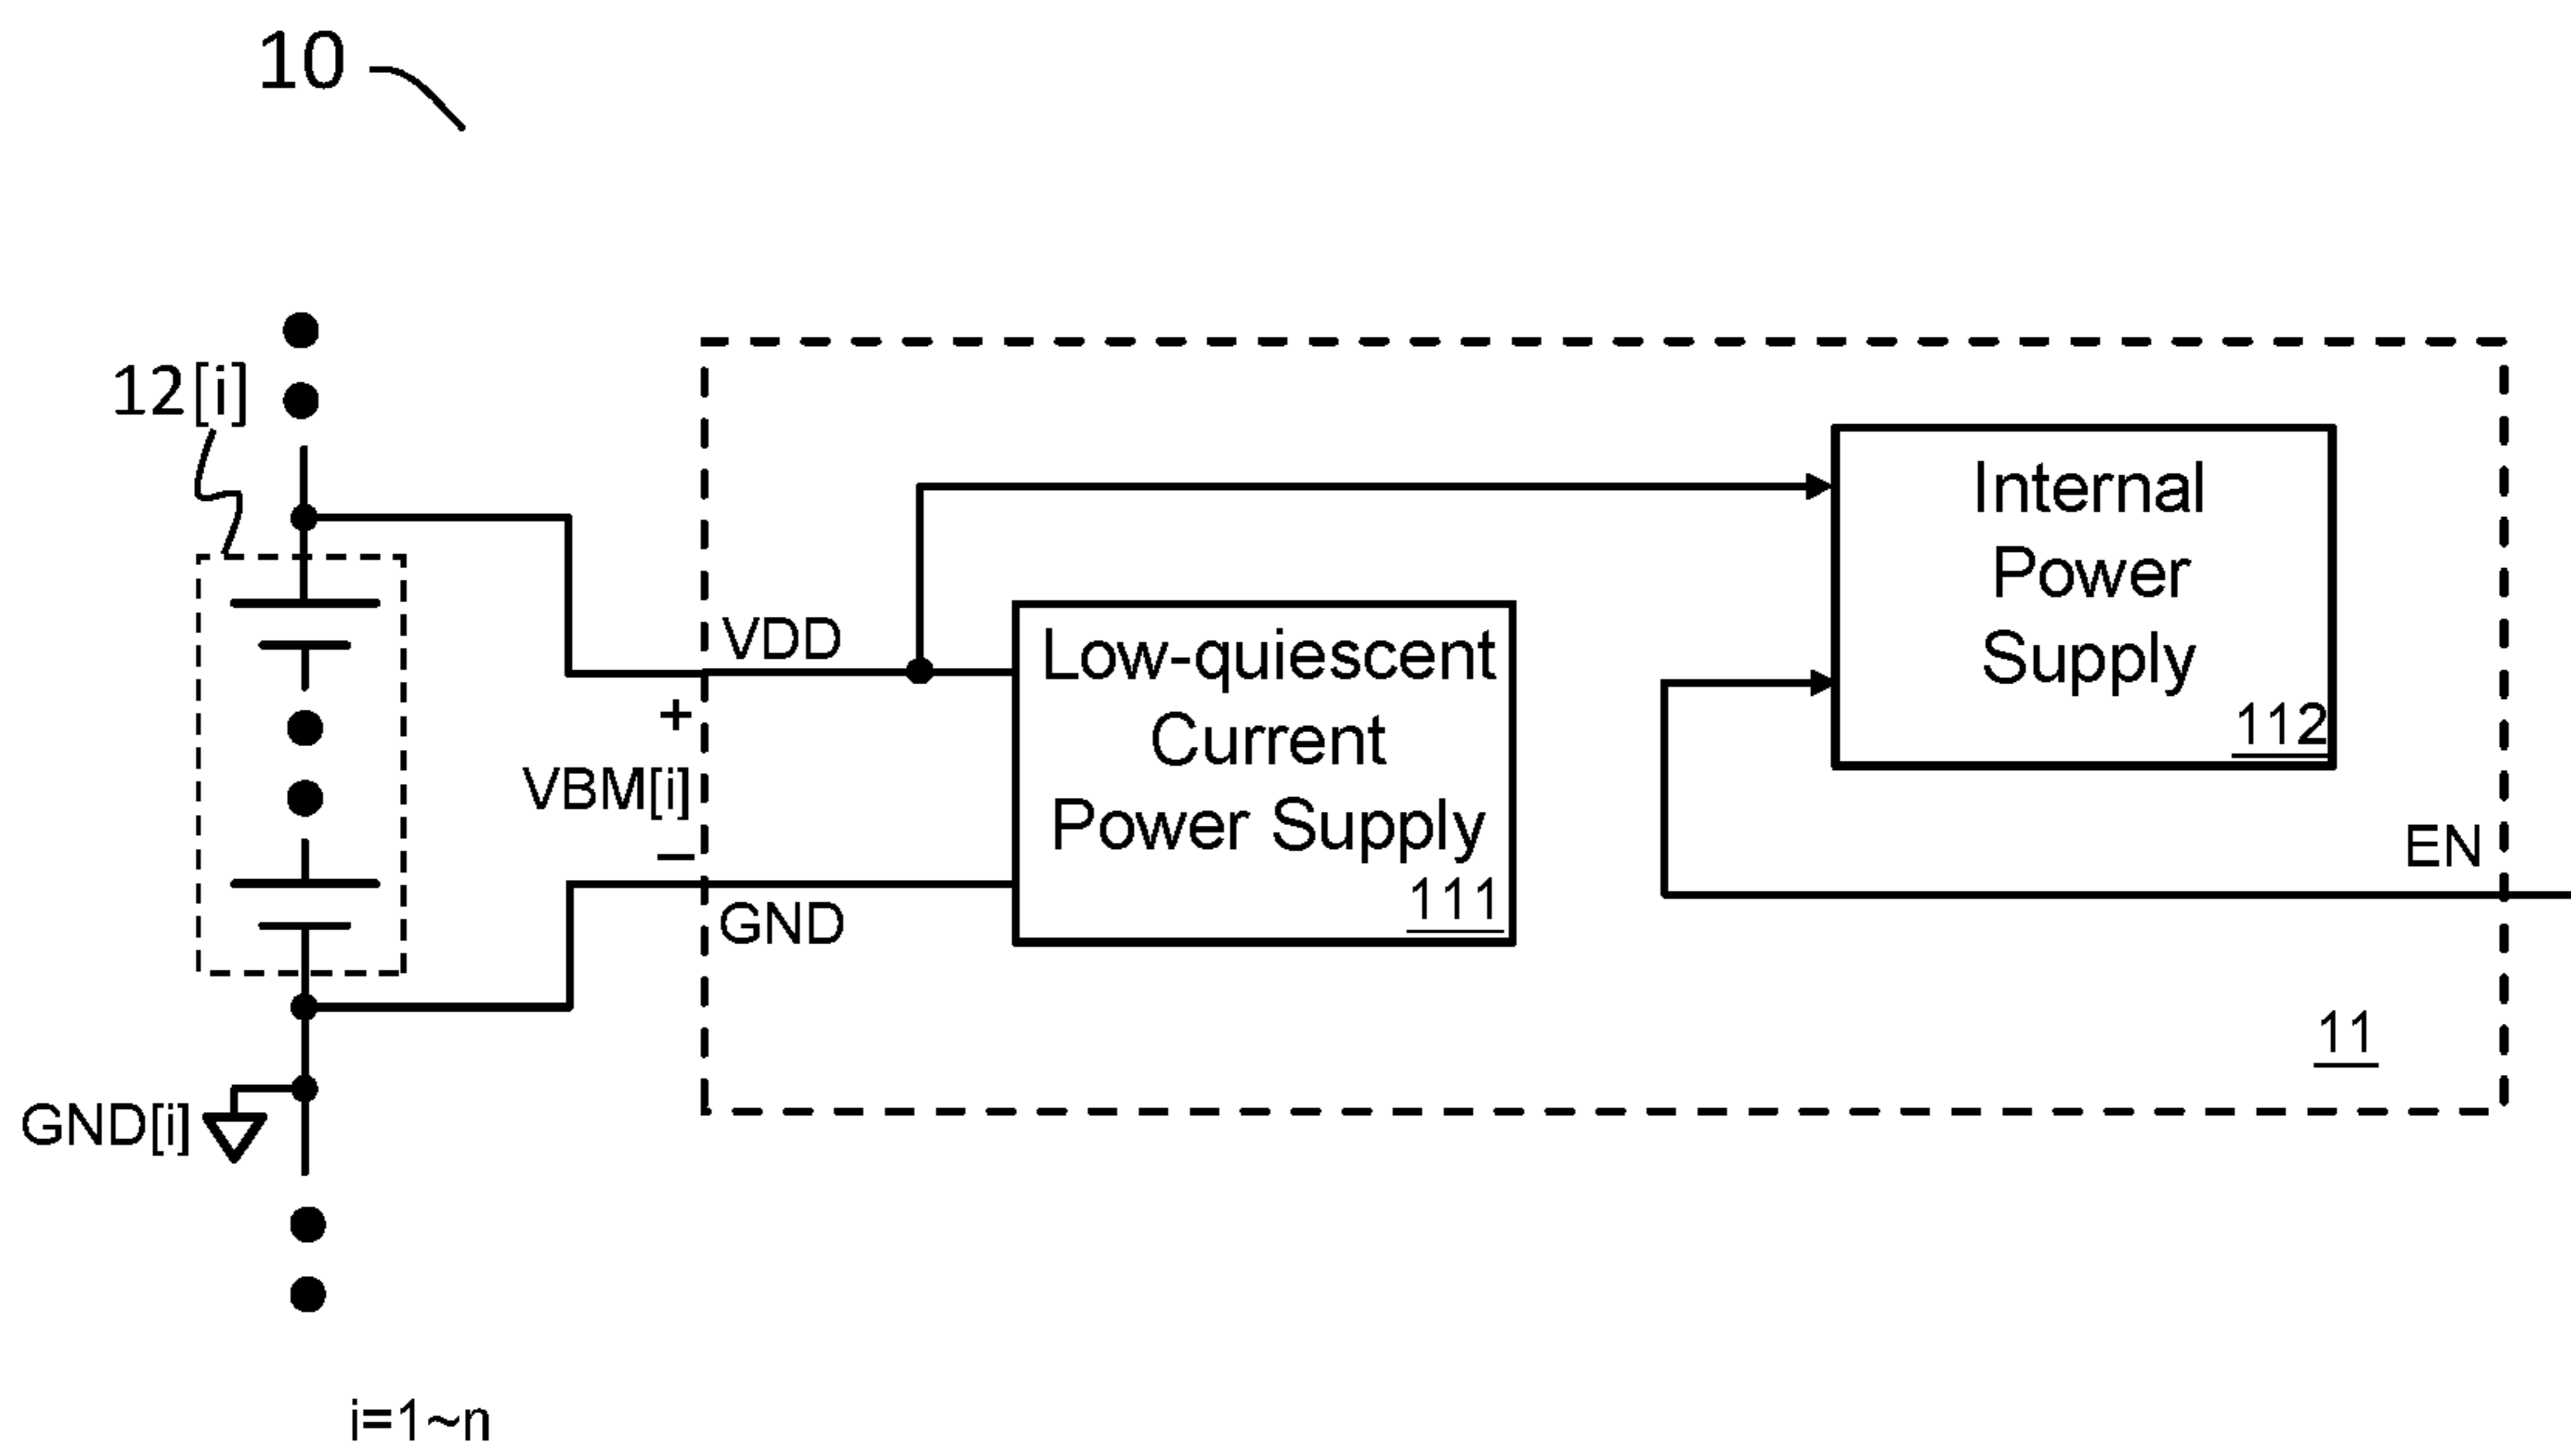 10
12[i]
Internal
Power
Supply
112
VDD
Low-quiescent
Current
Power Supply
111
+
VBM[i]
−
GND
EN
11
GND[i]
i=1~n